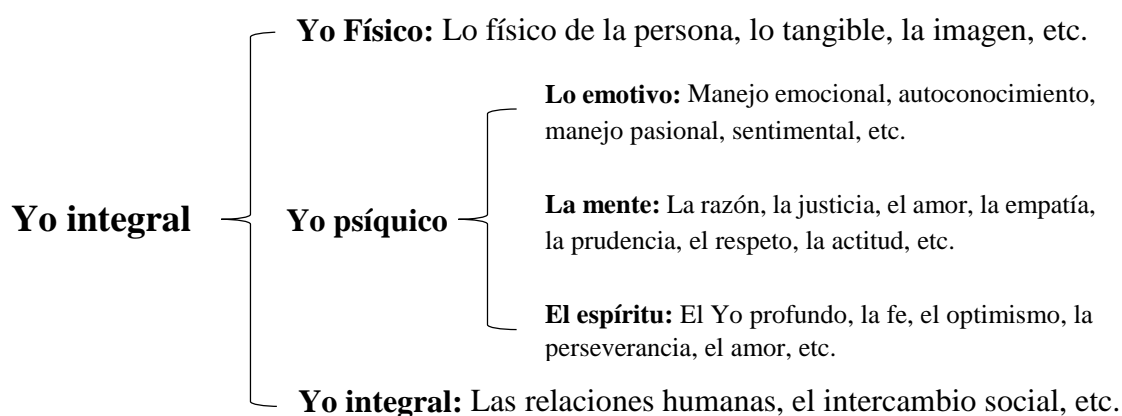 Yo Físico: Lo físico de la persona, lo tangible, la imagen, etc.
Lo emotivo: Manejo emocional, autoconocimiento,
manejo pasional, sentimental, etc.
Yo integral
Yo psíquico
La mente: La razón, la justicia, el amor, la empatía,
la prudencia, el respeto, la actitud, etc.
El espíritu: El Yo profundo, la fe, el optimismo, la
perseverancia, el amor, etc.
Yo integral: Las relaciones humanas, el intercambio social, etc.